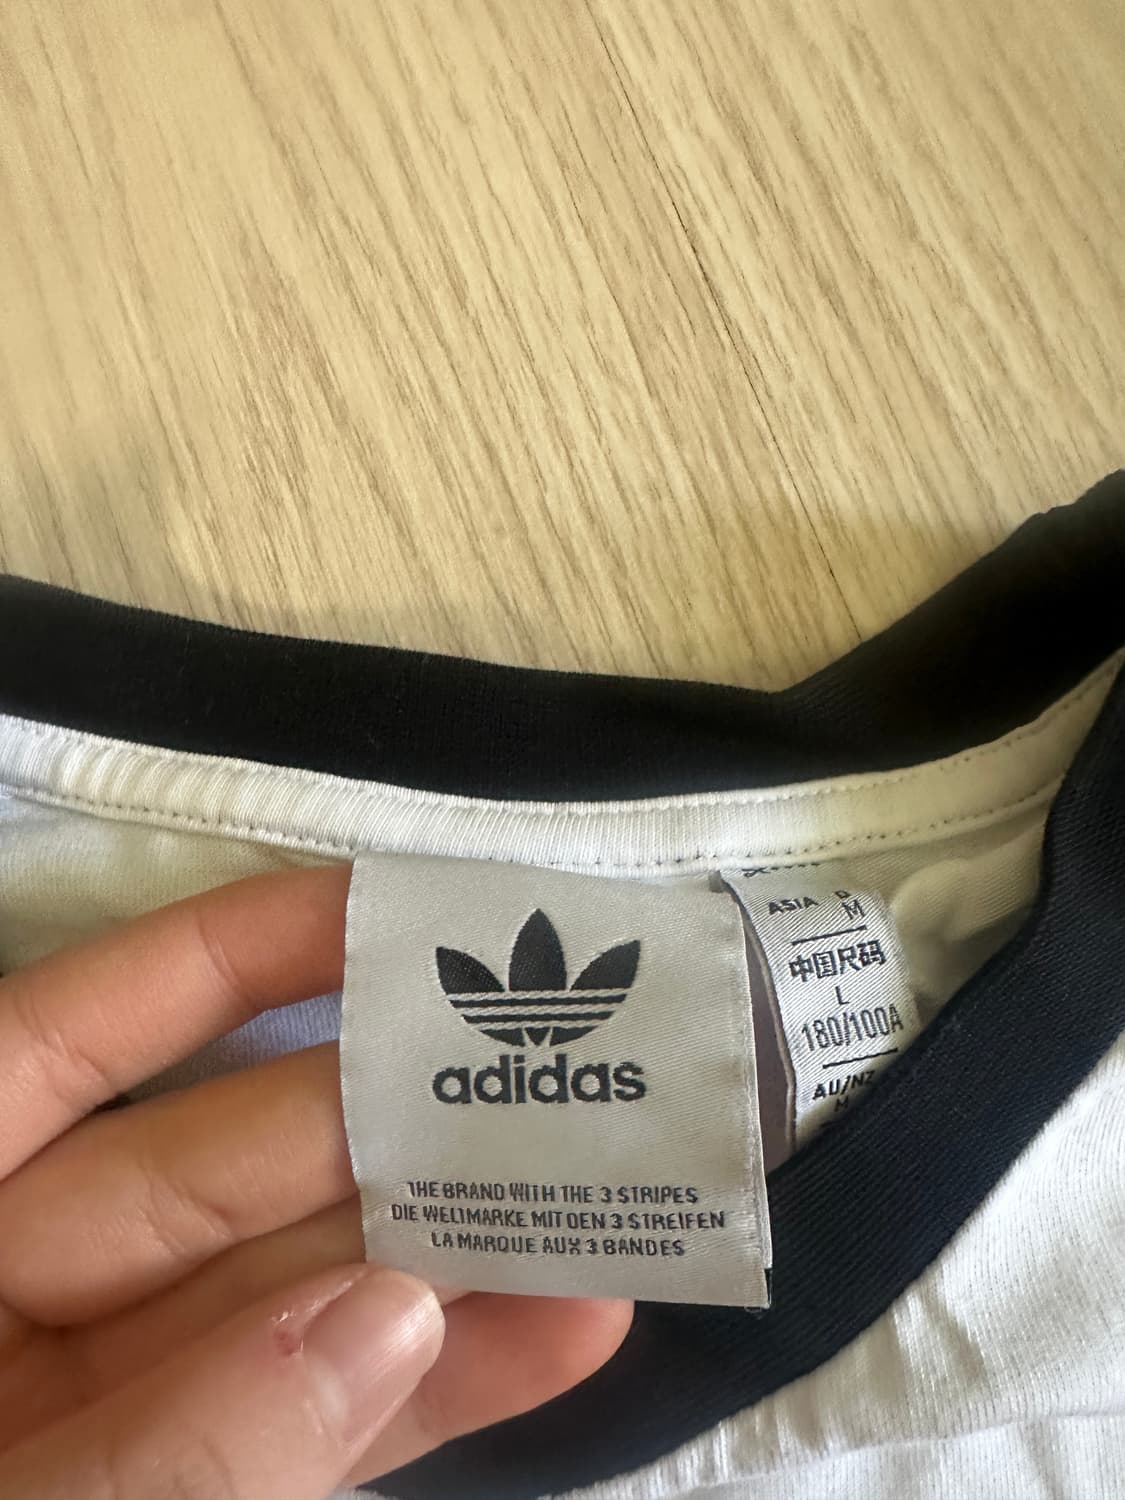 adidas
THE BRAND WITH THE 3 STRIPES
DIE WELTMARKE MIT DEN 3 STREIFEN
LA MARQUE AUX 3 BANDES
ASIA M
中国尺码
L
180/100A
AU/NZ
M